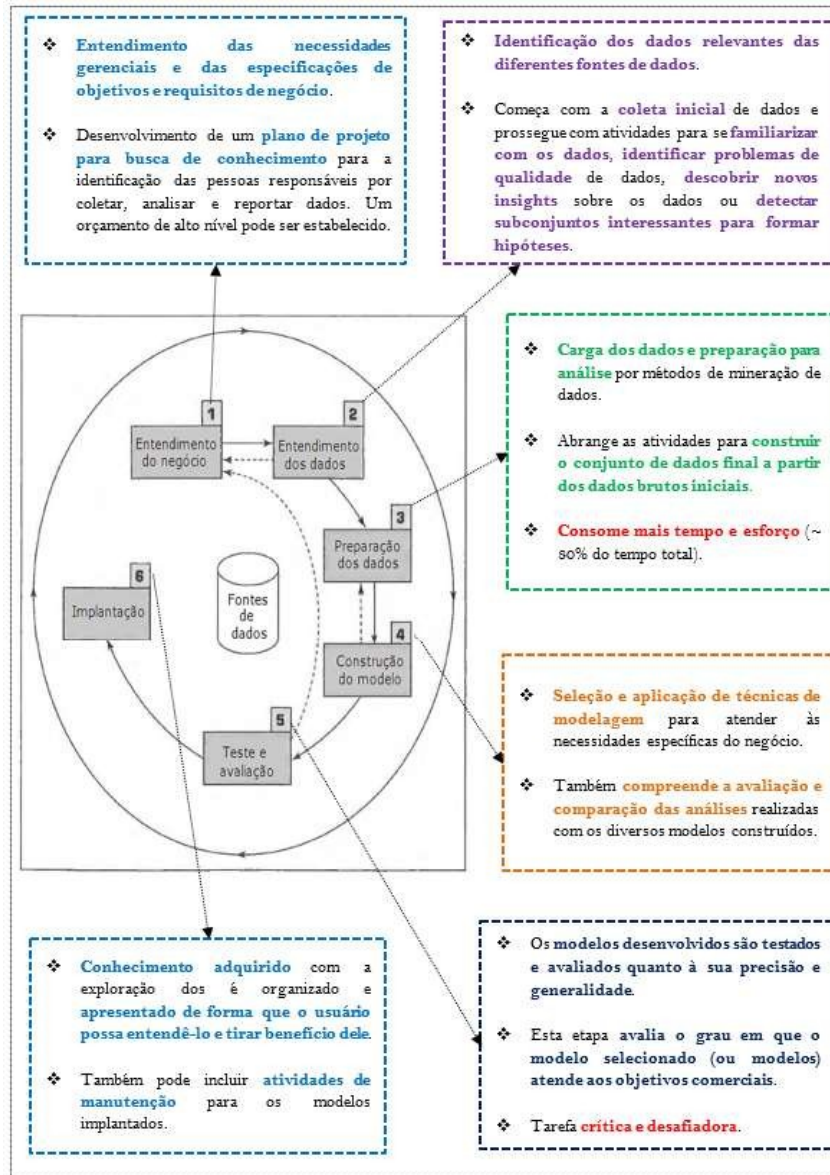 ❖ Entendimento das necessidades
gerenciais e das especificações de
objetivos e requisitos de negócio.
❖ Desenvolvimento de um plano de projeto
para busca de conhecimento para a
identificação das pessoas responsáveis por
coletar, analisar e reportar dados. Um
orçamento de alto nível pode ser estabelecido.
❖ Identificação dos dados relevantes das
diferentes fontes de dados.
❖ Começa com a coleta inicial de dados e
prossegue com atividades para se familiarizar
com os dados, identificar problemas de
qualidade de dados, descobrir novos
insights sobre os dados ou detectar
subconjuntos interessantes para formar
hipóteses.
1
Entendimento
do negócio
2
Entendimento
dos dados
3
Preparação
dos dados
4
Construção
do modelo
5
Teste e
avaliação
6
Implantação
Fontes
de
dados
❖ Carga dos dados e preparação para
análise por métodos de mineração de
dados.
❖ Abrange as atividades para construir
o conjunto de dados final a partir
dos dados brutos iniciais.
❖ Consome mais tempo e esforço (~
80% do tempo total).
❖ Seleção e aplicação de técnicas de
modelagem para atender às
necessidades específicas do negócio.
❖ Também compreende a avaliação e
comparação das análises realizadas
com os diversos modelos construídos.
❖ Conhecimento adquirido com a
exploração dos é organizado e
apresentado de forma que o usuário
possa entendê-lo e tirar benefício dele.
❖ Também pode incluir atividades de
manutenção para os modelos
implantados.
❖ Os modelos desenvolvidos são testados
e avaliados quanto à sua precisão e
generalidade.
❖ Esta etapa avalia o grau em que o
modelo selecionado (ou modelos)
atende aos objetivos comerciais.
❖ Tarefa crítica e desafiadora.